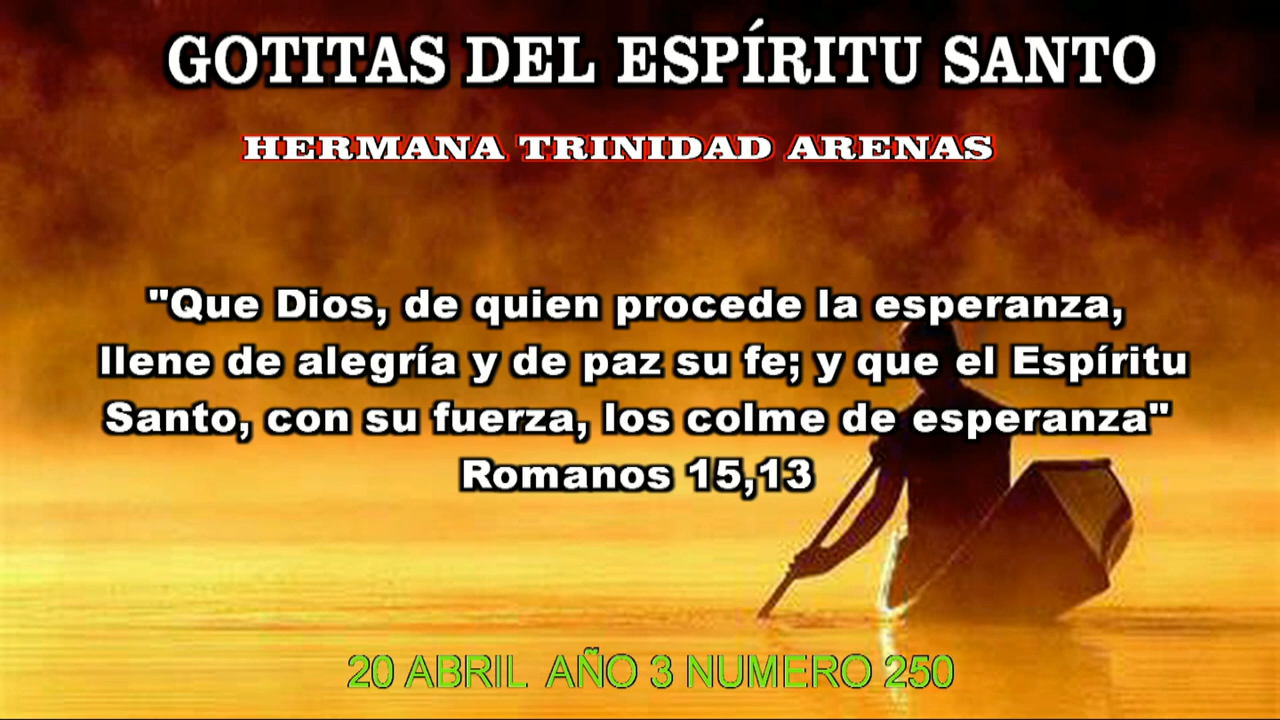 GOTITAS DEL ESPÍRITU SANTO
HERMANA TRINIDAD ARENAS
"Que Dios, de quien procede la esperanza,
llene de alegría y de paz su fe; y que el Espíritu
Santo, con su fuerza, los colme de esperanza"
Romanos 15,13
20 ABRIL AÑO 3 NUMERO 250